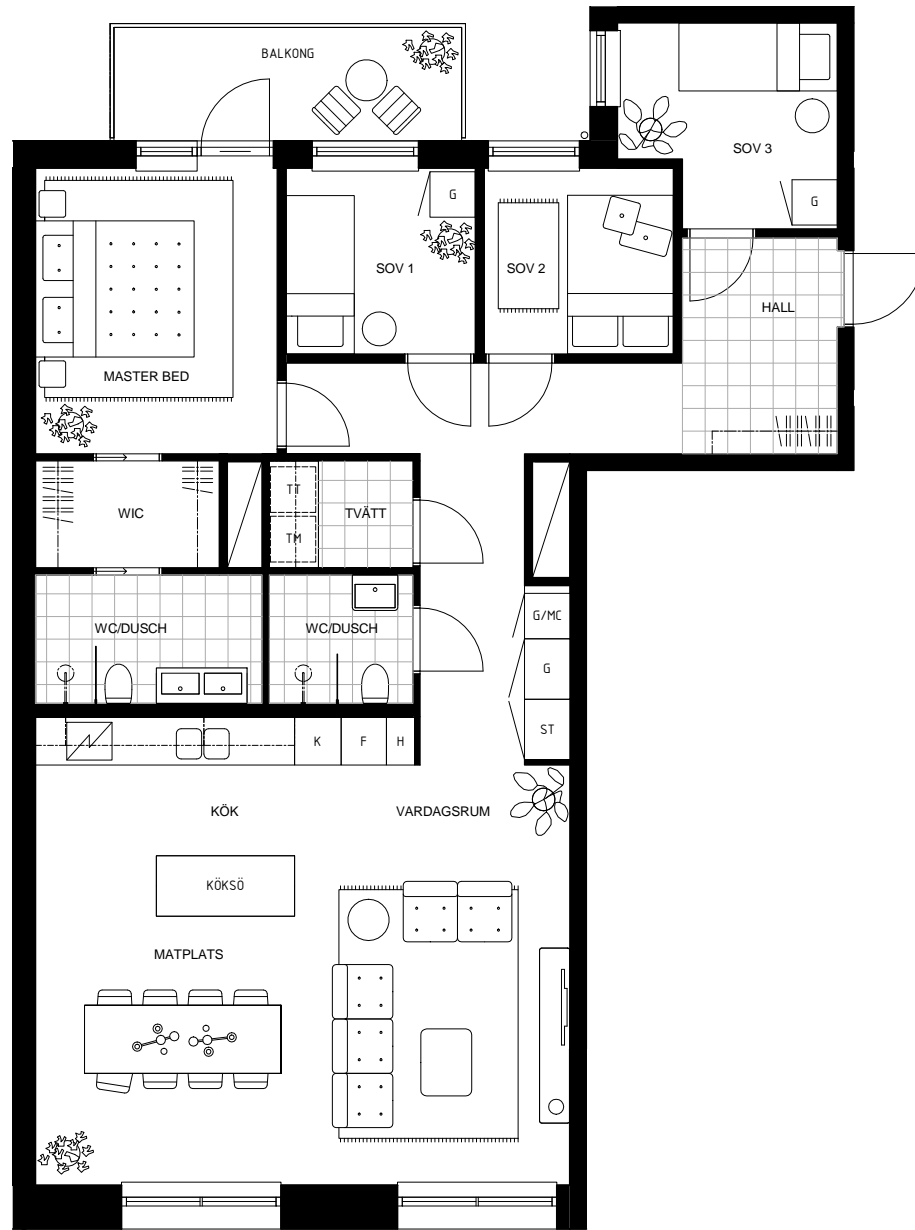 BALKONG
SOV 3
G
G
SOV 1
SOV 2
HALL
MASTER BED
TT
WIC
TVÄTT
TM
G/MC
WC/DUSCH
WC/DUSCH
G
ST
K
F
H
KÖK
VARDAGSRUM
KÖKSÖ
MATPLATS